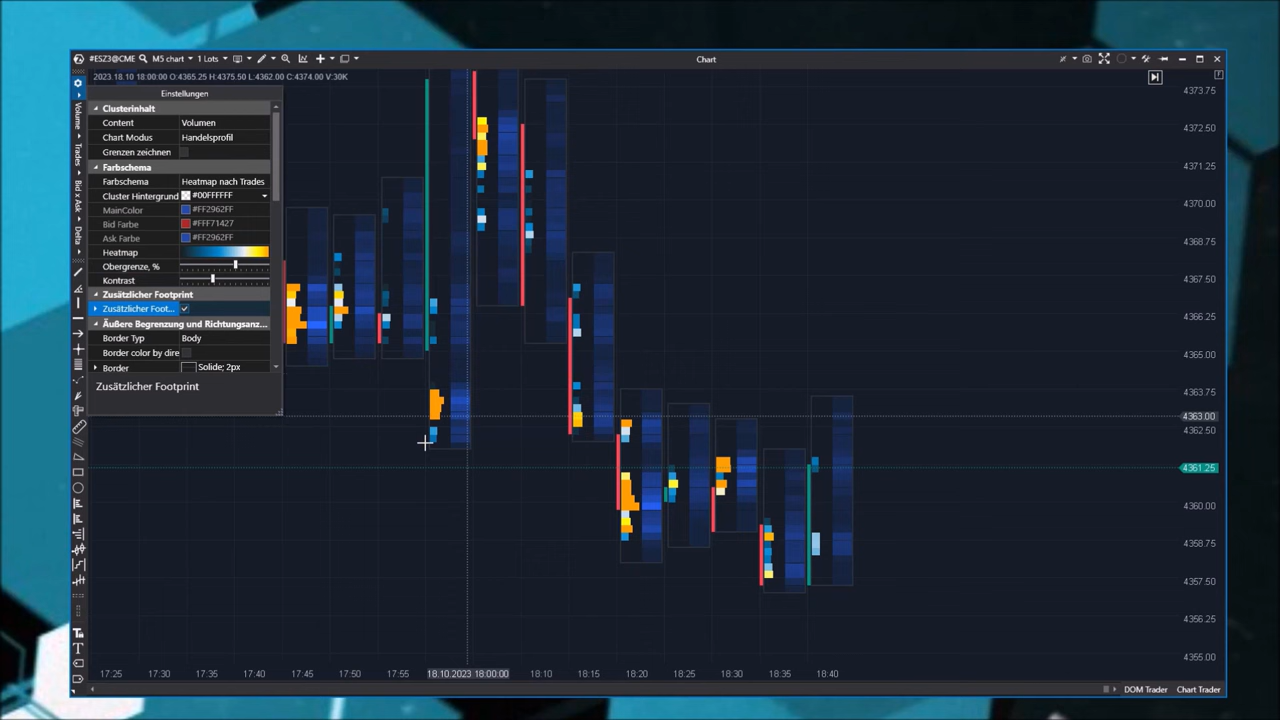 #ESZ3@CME M5 chart 1 Lots Chart
2023.18.10 18:00:00 O:4365.25 H:4375.50 L:4362.00 C:4374.00 V:30K
Einstellungen
Clusterinhalt
Content Volumen
Chart Modus Handelsprofil
Grenzen zeichnen
Farbschema
Farbschema Heatmap nach Trades
Cluster Hintergrund #00FFFFFF
MainColor #FF2962FF
Bid Farbe #FFF71427
Ask Farbe #FF2962FF
Heatmap
Obergrenze, %
Kontrast
Zusätzlicher Footprint
Zusätzlicher Foot...
Äußere Begrenzung und Richtungsanz...
Border Typ Body
Border color by dire
Border Solide; 2px
Zusätzlicher Footprint
Volume
Trades
Bid x Ask
Delta
F
4373.75
4372.50
4371.25
4370.00
4368.75
4367.50
4366.25
4365.00
4363.75
4363.00
4362.50
4361.25
4360.00
4358.75
4357.50
4356.25
4355.00
17:25 17:30 17:35 17:40 17:45 17:50 17:55 18.10.2023 18:00:00 18:10 18:15 18:20 18:25 18:30 18:35 18:40
DOM Trader Chart Trader